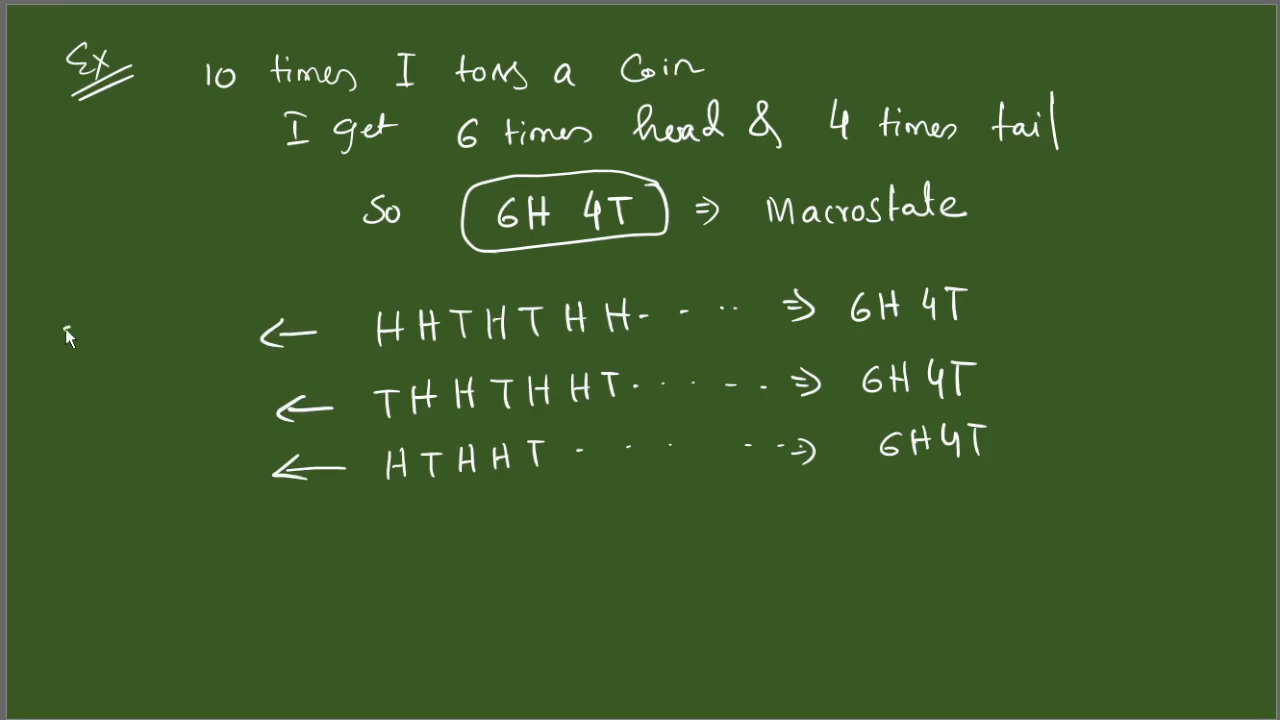 Ex 10 times I toss a Coin
I get 6 times head & 4 times tail
So 6H 4T ⇒ Macrostate
← HHTHTHH- - ·· ⇒ 6H 4T
← THHTHHT· · · - - · ⇒ 6H 4T
← HTHHT · · · · ·· ⇒ 6H4T